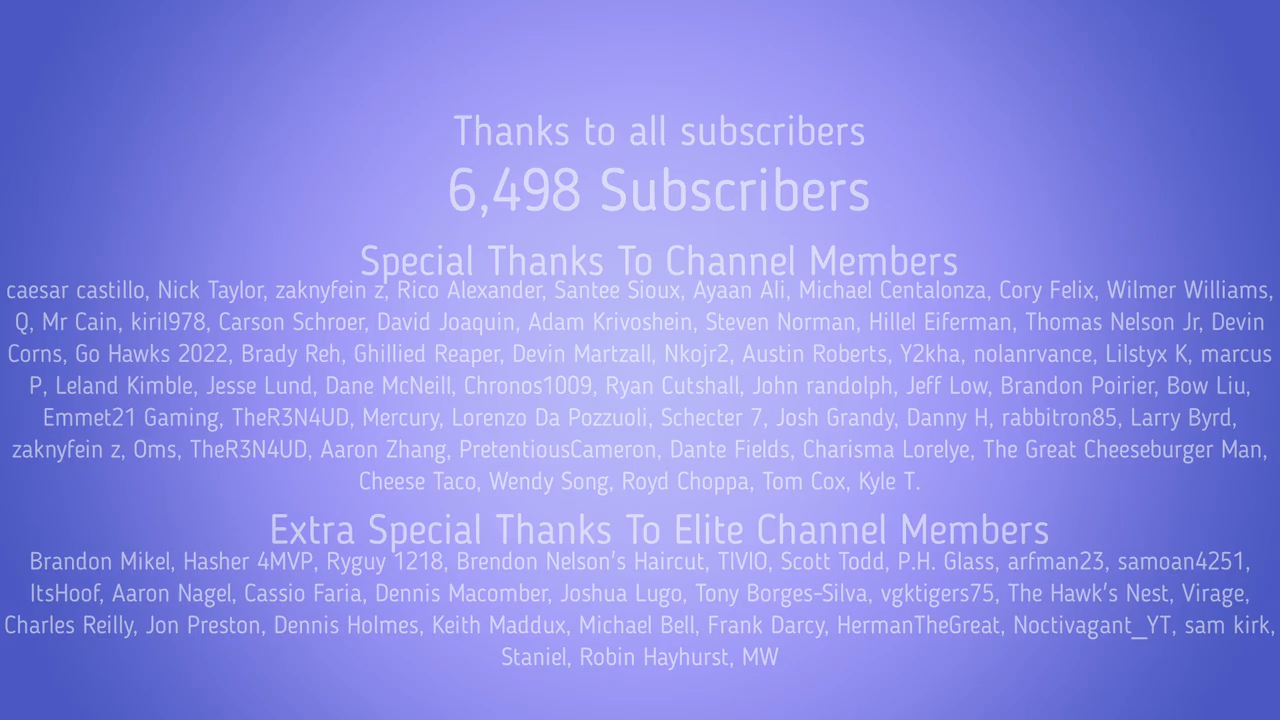 Thanks to all subscribers
6,498 Subscribers
Special Thanks To Channel Members
caesar castillo, Nick Taylor, zaknyfein z, Rico Alexander, Santee Sioux, Ayaan Ali, Michael Centalonza, Cory Felix, Wilmer Williams,
Q, Mr Cain, kiril978, Carson Schroer, David Joaquin, Adam Krivoshein, Steven Norman, Hillel Eiferman, Thomas Nelson Jr, Devin
Corns, Go Hawks 2022, Brady Reh, Ghillied Reaper, Devin Martzall, Nkojr2, Austin Roberts, Y2kha, nolanrvance, Lilstyx K, marcus
P, Leland Kimble, Jesse Lund, Dane McNeill, Chronos1009, Ryan Cutshall, John randolph, Jeff Low, Brandon Poirier, Bow Liu,
Emmet21 Gaming, TheR3N4UD, Mercury, Lorenzo Da Pozzuoli, Schecter 7, Josh Grandy, Danny H, rabbitron85, Larry Byrd,
zaknyfein z, Oms, TheR3N4UD, Aaron Zhang, PretentiousCameron, Dante Fields, Charisma Lorelye, The Great Cheeseburger Man,
Cheese Taco, Wendy Song, Royd Choppa, Tom Cox, Kyle T.
Extra Special Thanks To Elite Channel Members
Brandon Mikel, Hasher 4MVP, Ryguy 1218, Brendon Nelson's Haircut, TIVIO, Scott Todd, P.H. Glass, arfman23, samoan4251,
ItsHoof, Aaron Nagel, Cassio Faria, Dennis Macomber, Joshua Lugo, Tony Borges-Silva, vgktigers75, The Hawk's Nest, Virage,
Charles Reilly, Jon Preston, Dennis Holmes, Keith Maddux, Michael Bell, Frank Darcy, HermanTheGreat, Noctivagant_YT, sam kirk,
Staniel, Robin Hayhurst, MW